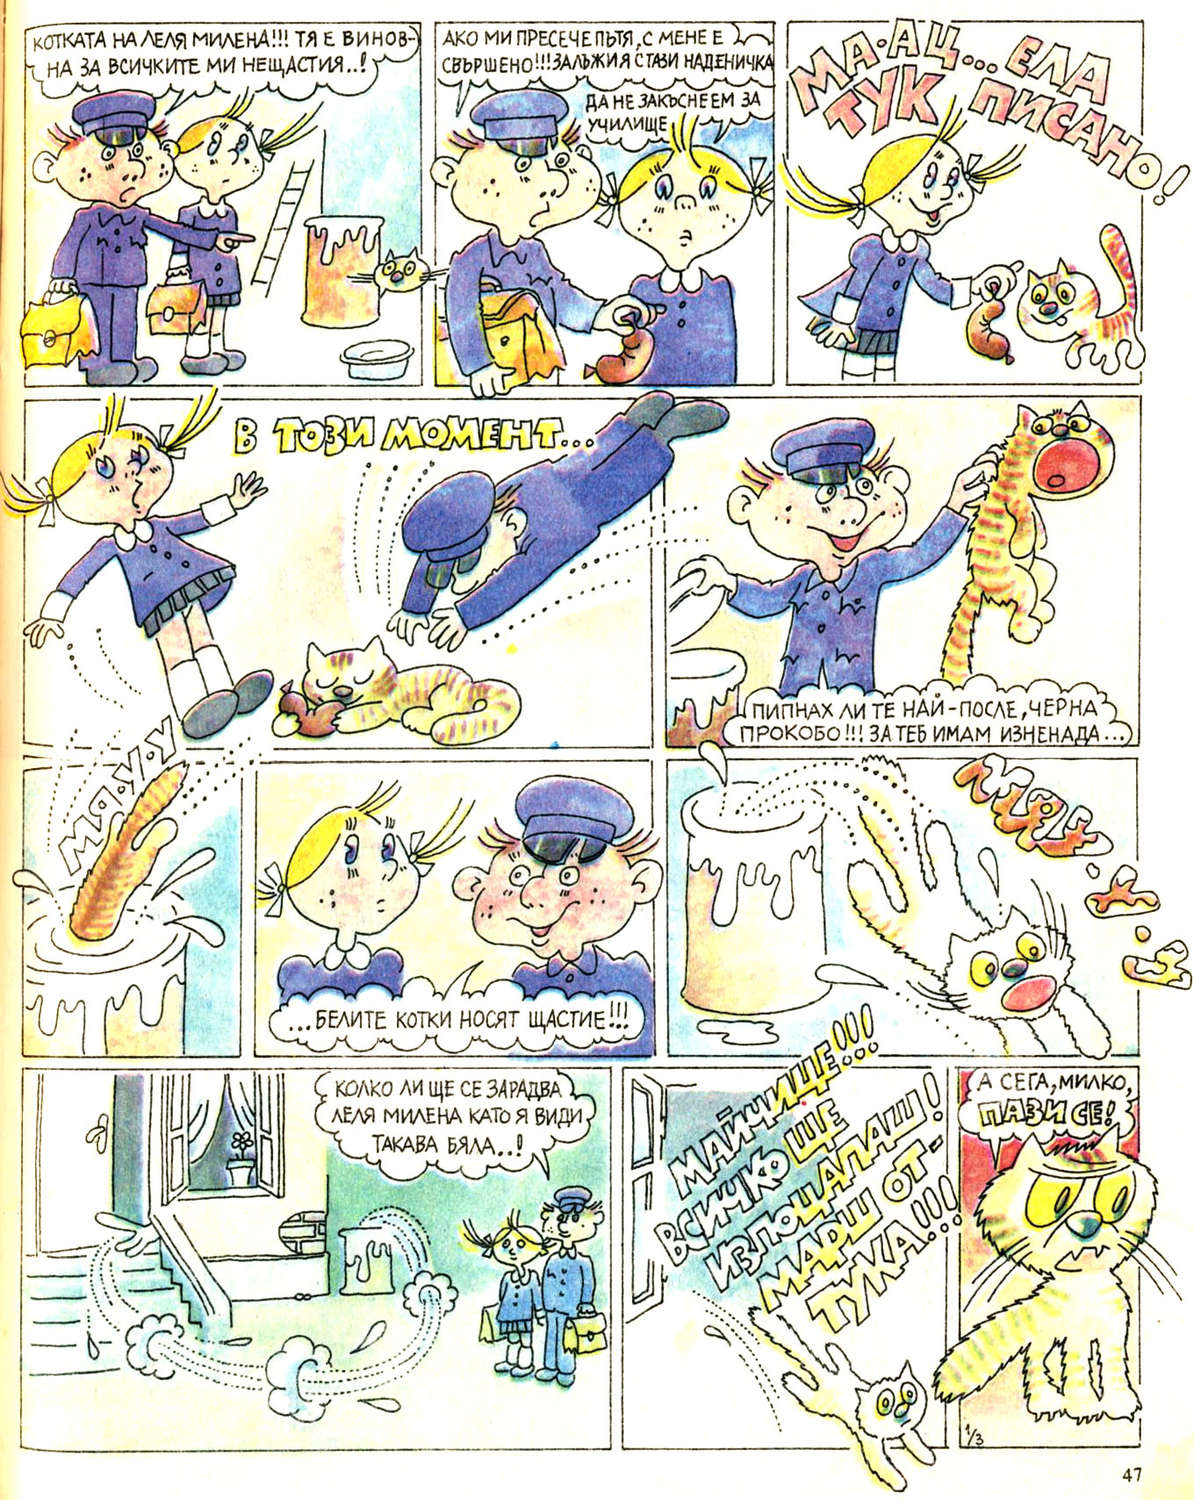 КОТКАТА НА ЛЕЛЯ МИЛЕНА!!! ТЯ Е ВИНОВ-
НА ЗА ВСИЧКИТЕ МИ НЕЩАСТИЯ..!
АКО МИ ПРЕСЕЧЕ ПЪТЯ, С МЕНЕ Е
СВЪРШЕНО!!! ЗАЛЪЖИ Я С ТАЗИ НАДЕНИЧКА
ДА НЕ ЗАКЪСНЕЕМ ЗА
УЧИЛИЩЕ
МА-АЦ... ЕЛА
ТУК ПИСАНО!
В ТОЗИ МОМЕНТ...
ПИПНАХ ЛИ ТЕ НАЙ-ПОСЛЕ, ЧЕРНА
ПРОКОБО!!! ЗА ТЕБ ИМАМ ИЗНЕНАДА...
МЯ-У-У
...БЕЛИТЕ КОТКИ НОСЯТ ЩАСТИЕ!!!
КОЛКО ЛИ ЩЕ СЕ ЗАРАДВА
ЛЕЛЯ МИЛЕНА КАТО Я ВИДИ
ТАКАВА БЯЛА..!
МАЙЧИЦЕ!!!
ВСИЧКО ЩЕ
ИЗПОЦАПАШ!
МАРШ ОТ-
ТУКА!!!
А СЕГА, МИЛКО,
ПАЗИ СЕ!
1/3
47